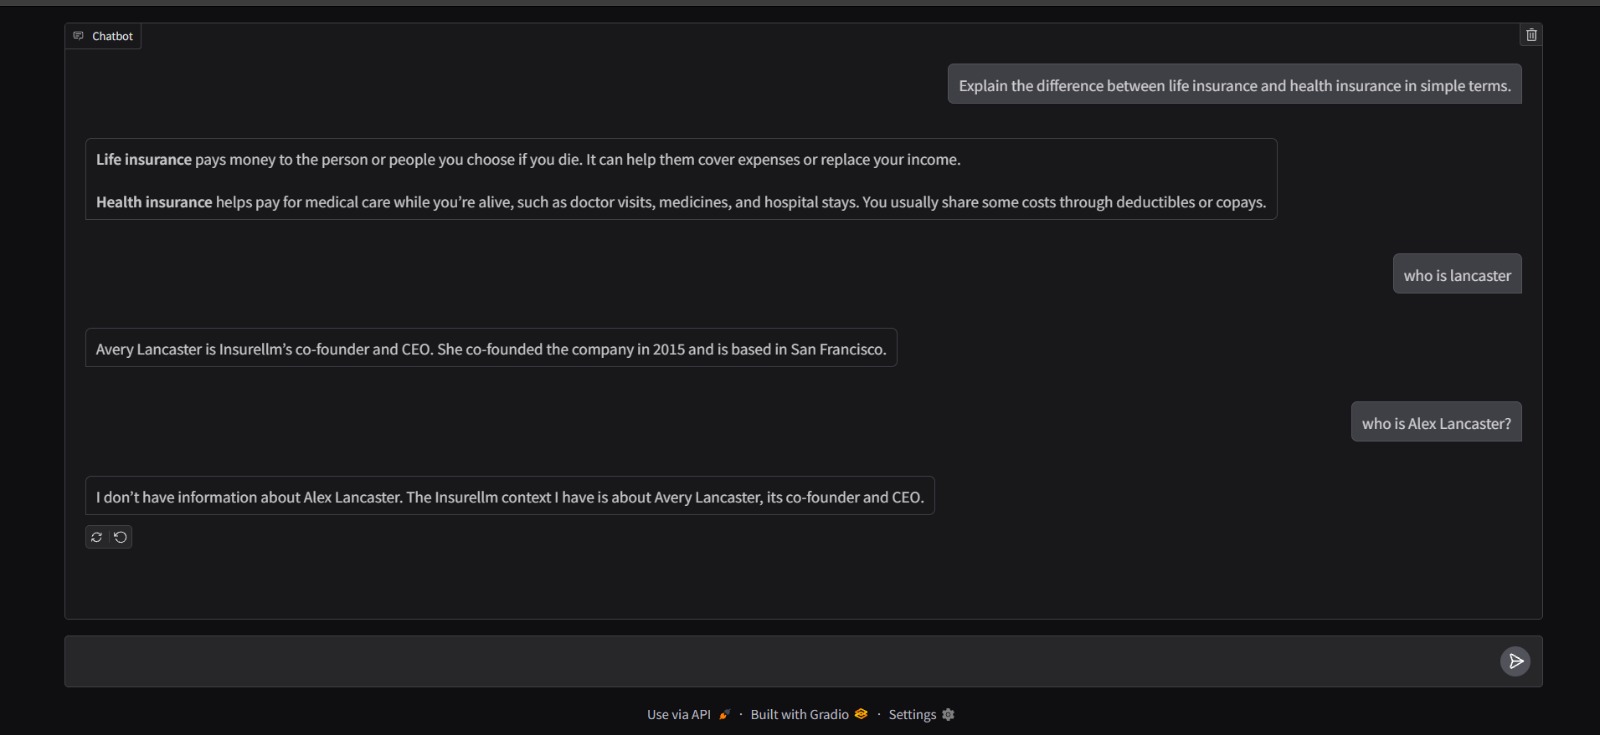 Chatbot
Explain the difference between life insurance and health insurance in simple terms.
Life insurance pays money to the person or people you choose if you die. It can help them cover expenses or replace your income.
Health insurance helps pay for medical care while you’re alive, such as doctor visits, medicines, and hospital stays. You usually share some costs through deductibles or copays.
who is lancaster
Avery Lancaster is Insurellm’s co-founder and CEO. She co-founded the company in 2015 and is based in San Francisco.
who is Alex Lancaster?
I don’t have information about Alex Lancaster. The Insurellm context I have is about Avery Lancaster, its co-founder and CEO.
Use via API · Built with Gradio · Settings